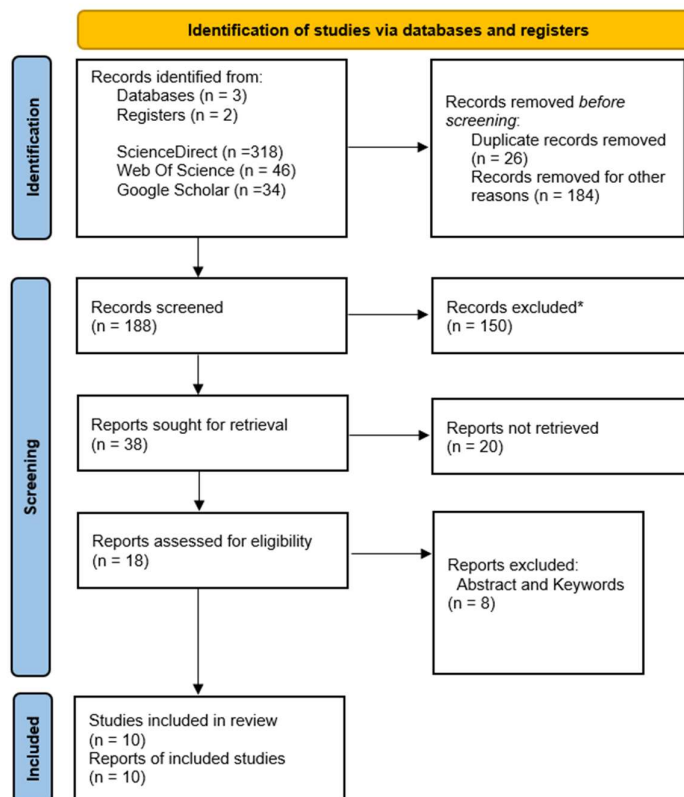 Identification of studies via databases and registers
Identification
Records identified from:
Databases (n = 3)
Registers (n = 2)
ScienceDirect (n =318)
Web Of Science (n = 46)
Google Scholar (n =34)
Records removed before
screening:
Duplicate records removed
(n = 26)
Records removed for other
reasons (n = 184)
Screening
Records screened
(n = 188)
Records excluded*
(n = 150)
Reports sought for retrieval
(n = 38)
Reports not retrieved
(n = 20)
Reports assessed for eligibility
(n = 18)
Reports excluded:
Abstract and Keywords
(n = 8)
Included
Studies included in review
(n = 10)
Reports of included studies
(n = 10)